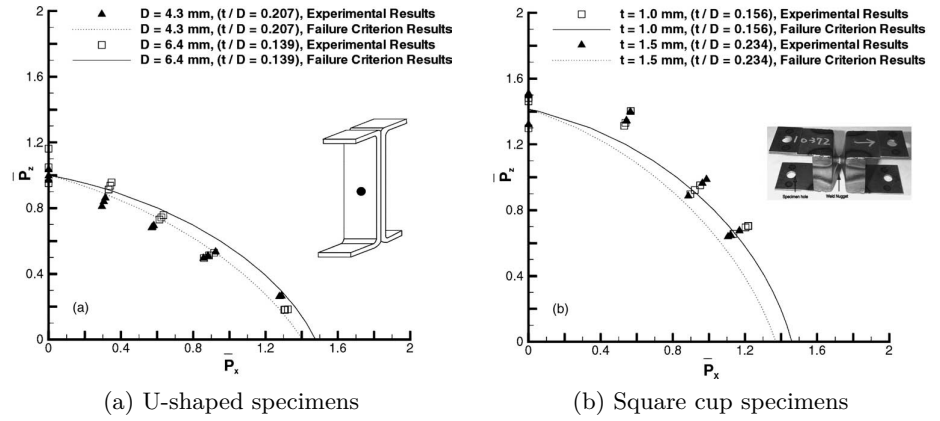 D = 4.3 mm, (t / D = 0.207), Experimental Results
D = 4.3 mm, (t / D = 0.207), Failure Criterion Results
D = 6.4 mm, (t / D = 0.139), Experimental Results
D = 6.4 mm, (t / D = 0.139), Failure Criterion Results
2
1.6
1.2
0.8
0.4
0
P̅z
(a)
0.4
0.8
1.2
1.6
2
P̅x
(a) U-shaped specimens
t = 1.0 mm, (t / D = 0.156), Experimental Results
t = 1.0 mm, (t / D = 0.156), Failure Criterion Results
t = 1.5 mm, (t / D = 0.234), Experimental Results
t = 1.5 mm, (t / D = 0.234), Failure Criterion Results
2
1.6
1.2
0.8
0.4
0
P̅z
Specimen hole
Weld Nugget
(b)
0
0.4
0.8
1.2
1.6
2
P̅x
(b) Square cup specimens